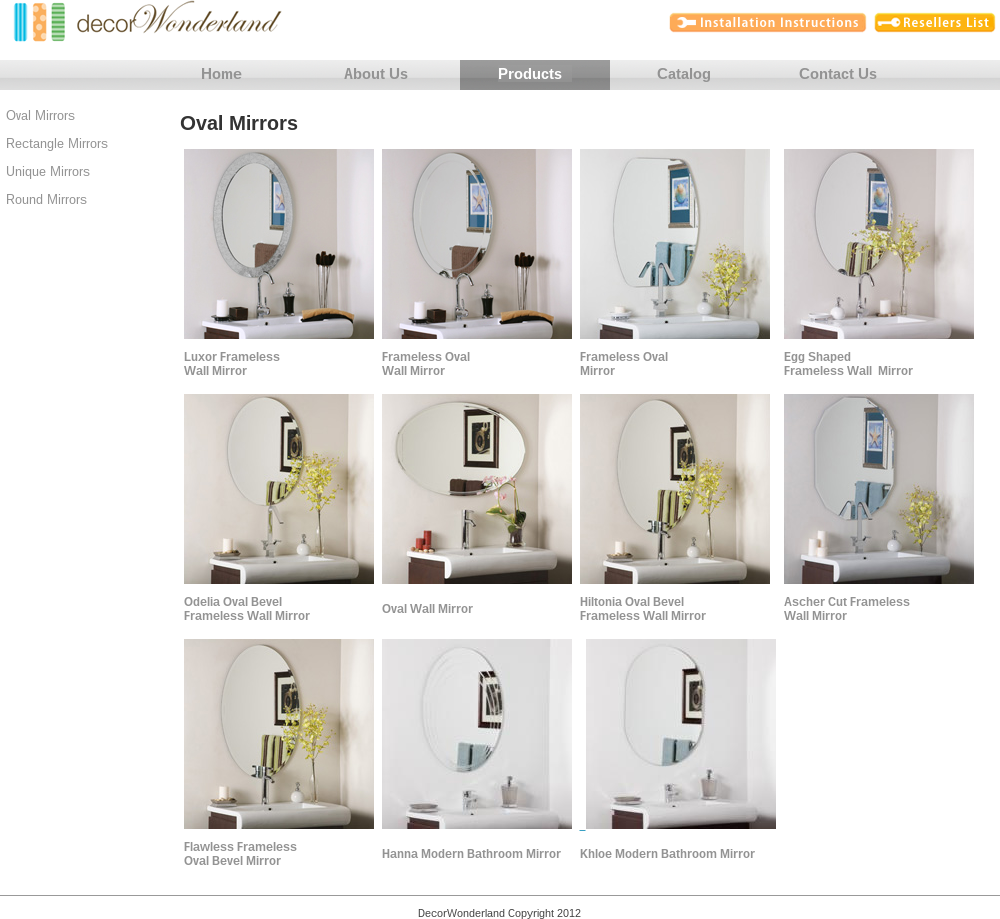 decorWonderland
Installation Instructions
Resellers List
Home
About Us
Products
Catalog
Contact Us
Oval Mirrors
Rectangle Mirrors
Unique Mirrors
Round Mirrors
Oval Mirrors
Luxor Frameless
Wall Mirror
Frameless Oval
Wall Mirror
Frameless Oval
Mirror
Egg Shaped
Frameless Wall  Mirror
Odelia Oval Bevel
Frameless Wall Mirror
Oval Wall Mirror
Hiltonia Oval Bevel
Frameless Wall Mirror
Ascher Cut Frameless
Wall Mirror
Flawless Frameless
Oval Bevel Mirror
Hanna Modern Bathroom Mirror
Khloe Modern Bathroom Mirror
DecorWonderland Copyright 2012